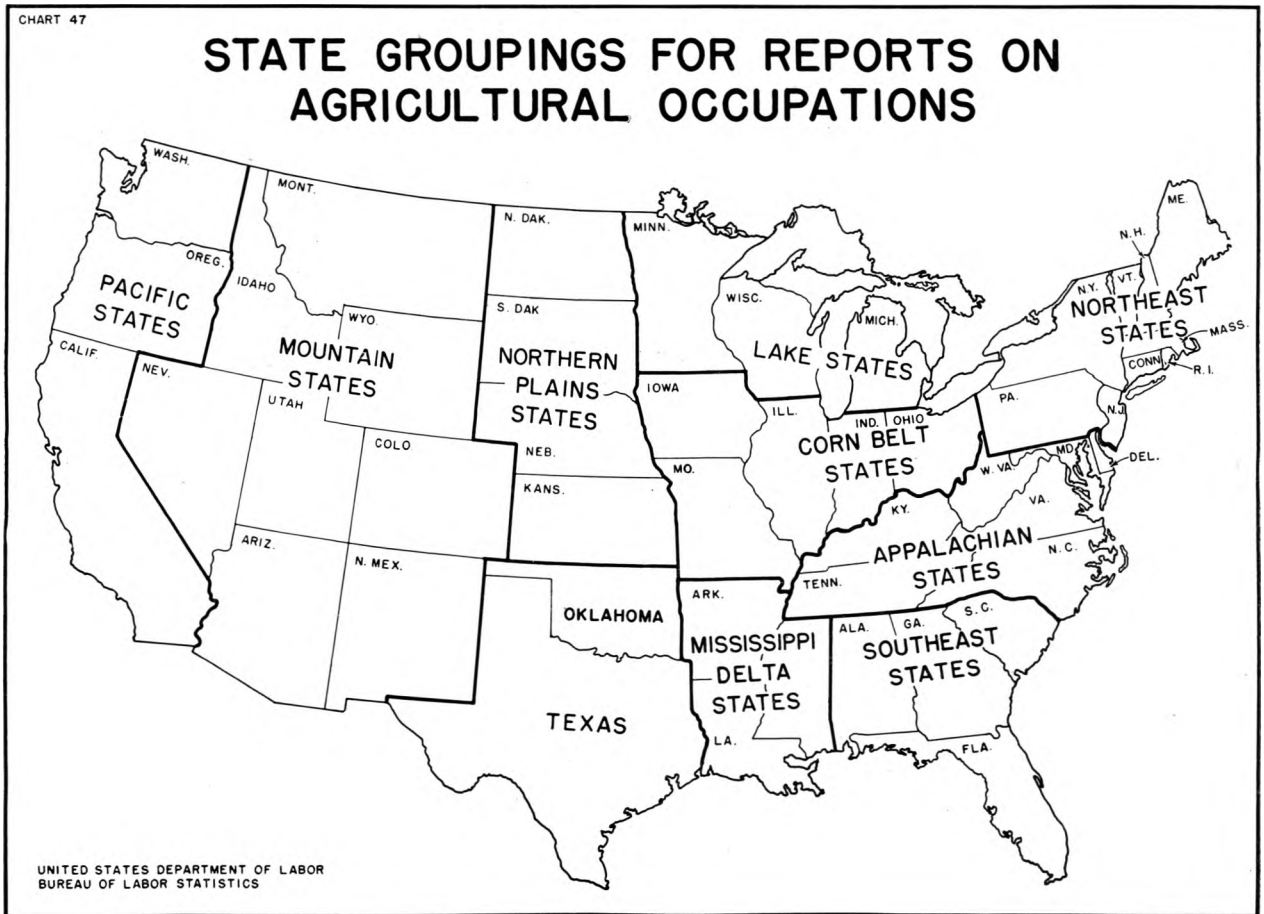 CHART 47
STATE GROUPINGS FOR REPORTS ON
AGRICULTURAL OCCUPATIONS
WASH.
MONT.
N. DAK.
MINN.
ME.
N.H.
OREG.
IDAHO
PACIFIC
STATES
WYO.
S. DAK
WISC.
MICH.
N.Y.
VT.
NORTHEAST
STATES
MASS.
CONN
R.I.
CALIF.
NEV.
MOUNTAIN
STATES
NORTHERN
PLAINS
STATES
LAKE STATES
IOWA
ILL.
IND.
OHIO
PA.
N.J.
UTAH
COLO.
NEB.
CORN BELT
STATES
MO.
W. VA.
MD.
DEL.
KANS.
KY.
VA.
ARIZ.
N. MEX.
APPALACHIAN
STATES
N.C.
TENN.
OKLAHOMA
ARK.
MISSISSIPPI
DELTA
STATES
ALA.
GA.
S.C.
SOUTHEAST
STATES
TEXAS
LA.
FLA.
UNITED STATES DEPARTMENT OF LABOR
BUREAU OF LABOR STATISTICS